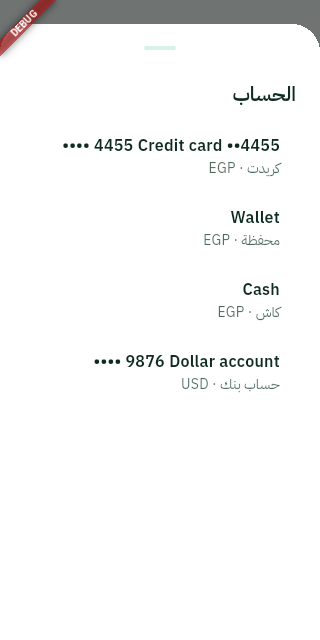 DEBUG
الحساب
•••• 4455 Credit card ••4455
كريدت · EGP
Wallet
محفظة · EGP
Cash
كاش · EGP
•••• 9876 Dollar account
حساب بنك · USD